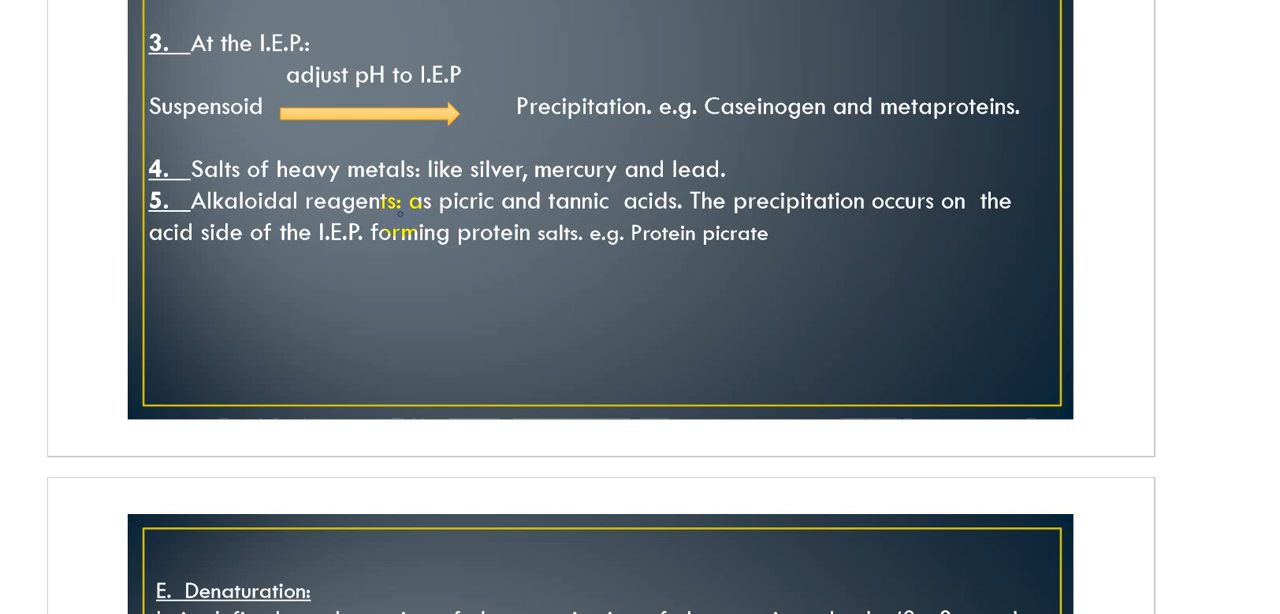 3. At the I.E.P.:
adjust pH to I.E.P
Suspensoid Precipitation. e.g. Caseinogen and metaproteins.
4. Salts of heavy metals: like silver, mercury and lead.
5. Alkaloidal reagents: as picric and tannic acids. The precipitation occurs on the
acid side of the I.E.P. forming protein salts. e.g. Protein picrate
E. Denaturation: